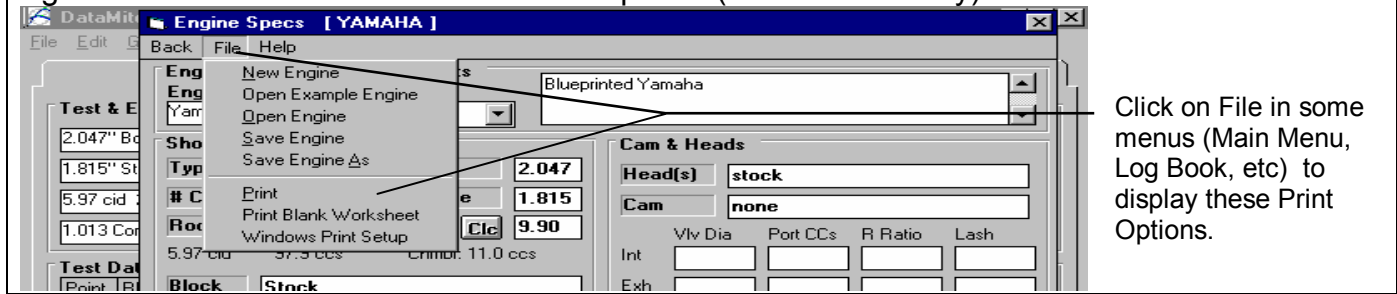 DataMite
Engine Specs [ YAMAHA ]
File Edit G
Back File Help
New Engine
Open Example Engine
Open Engine
Save Engine
Save Engine As
Print
Print Blank Worksheet
Windows Print Setup
Eng
Eng
Yam
Blueprinted Yamaha
Test & E
2.047" Bo
1.815" St
5.97 cid
1.013 Cor
Sho
Typ
2.047
# C
e 1.815
Roc
Clc 9.90
5.97 cid 97.9 ccs Chmbr. 11.0 ccs
Block Stock
Cam & Heads
Head(s) stock
Cam none
Vlv Dia Port CCs R Ratio Lash
Int
Exh
Test Dat
Point
Click on File in some
menus (Main Menu,
Log Book, etc) to
display these Print
Options.